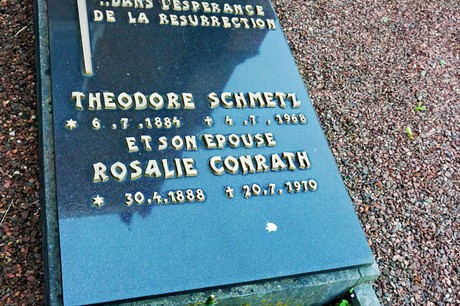 ..DANS L'ESPERANCE
DE LA RESURRECTION
THEODORE SCHMETZ
* 6.7.1884 ✝ 4.1.1968
ET SON EPOUSE
ROSALIE CONRATH
* 30.4.1888 ✝ 20.7.1970